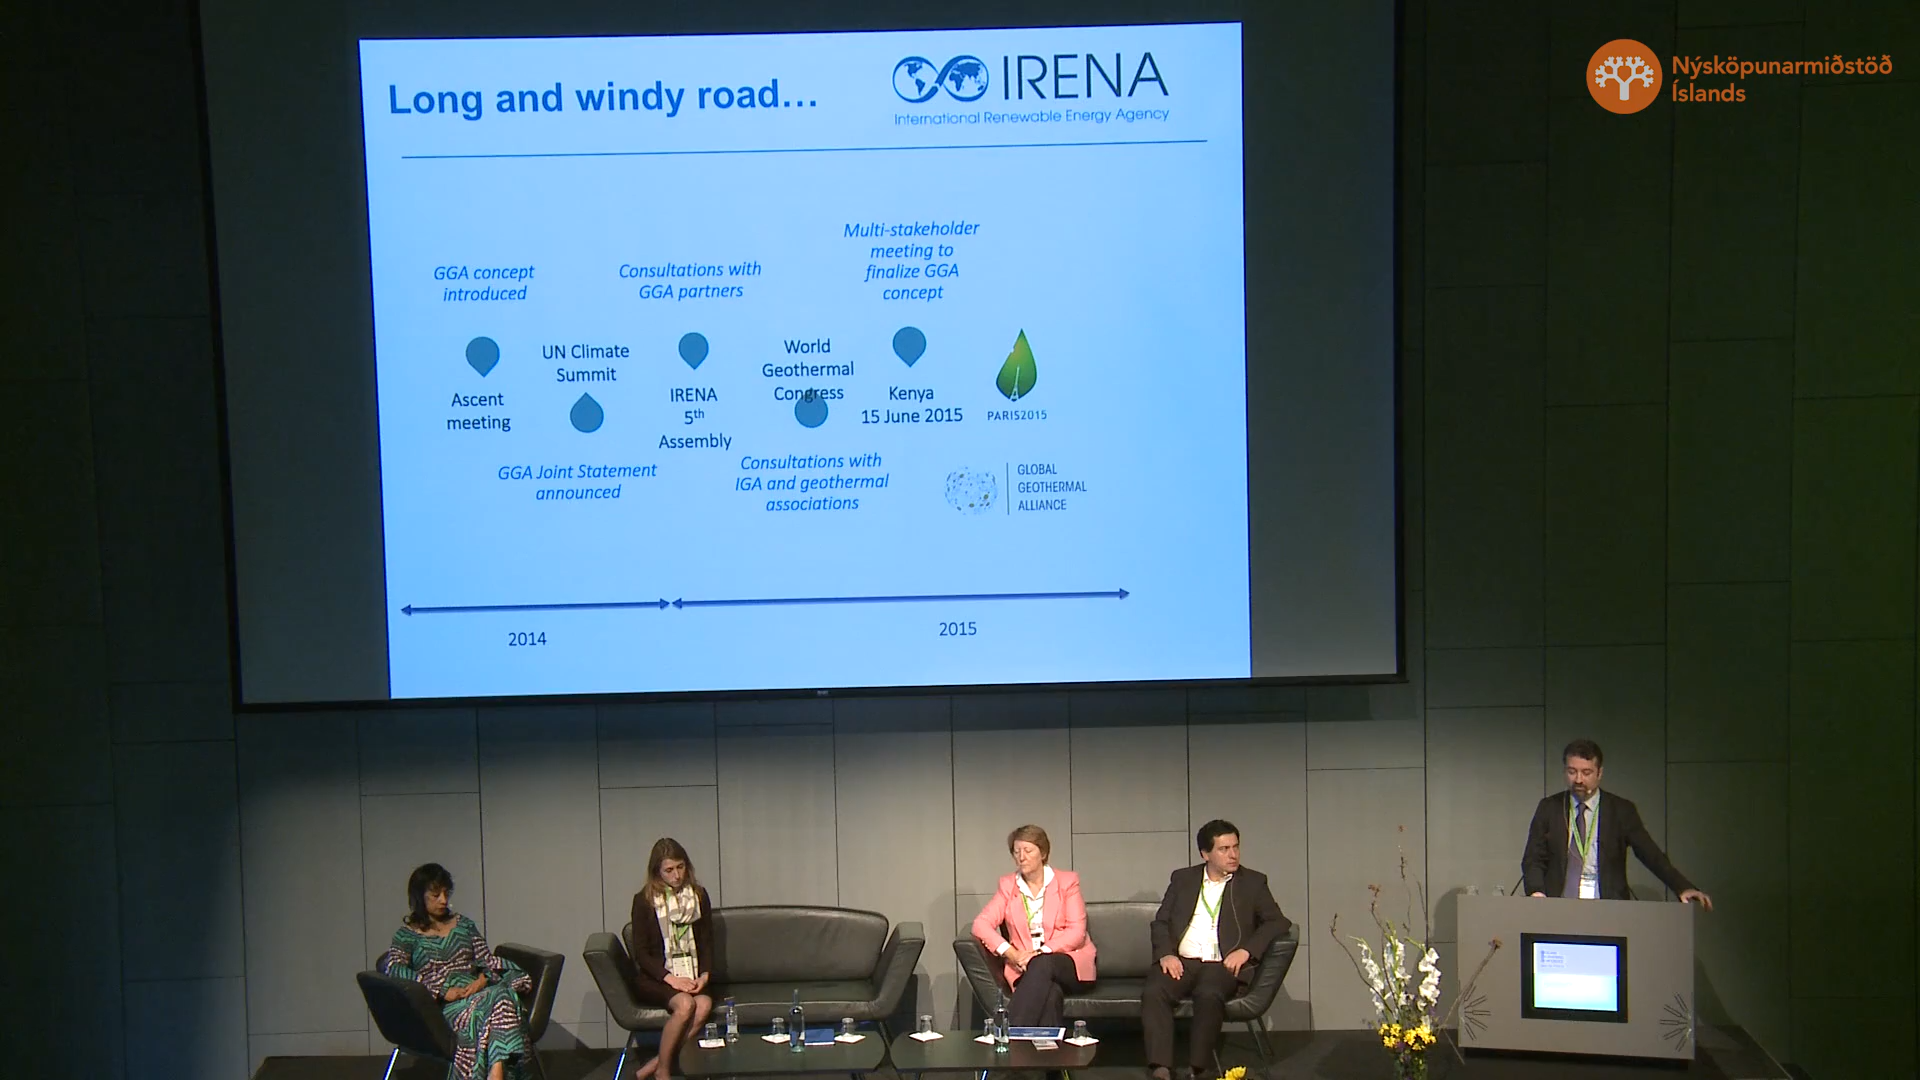 Long and windy road...
IRENA
International Renewable Energy Agency
Nýsköpunarmiðstöð
Íslands
GGA concept
introduced
Consultations with
GGA partners
Multi-stakeholder
meeting to
finalize GGA
concept
Ascent
meeting
UN Climate
Summit
IRENA
5th
Assembly
World
Geothermal
Congress
Kenya
15 June 2015
PARIS2015
GGA Joint Statement
announced
Consultations with
IGA and geothermal
associations
GLOBAL
GEOTHERMAL
ALLIANCE
2014
2015